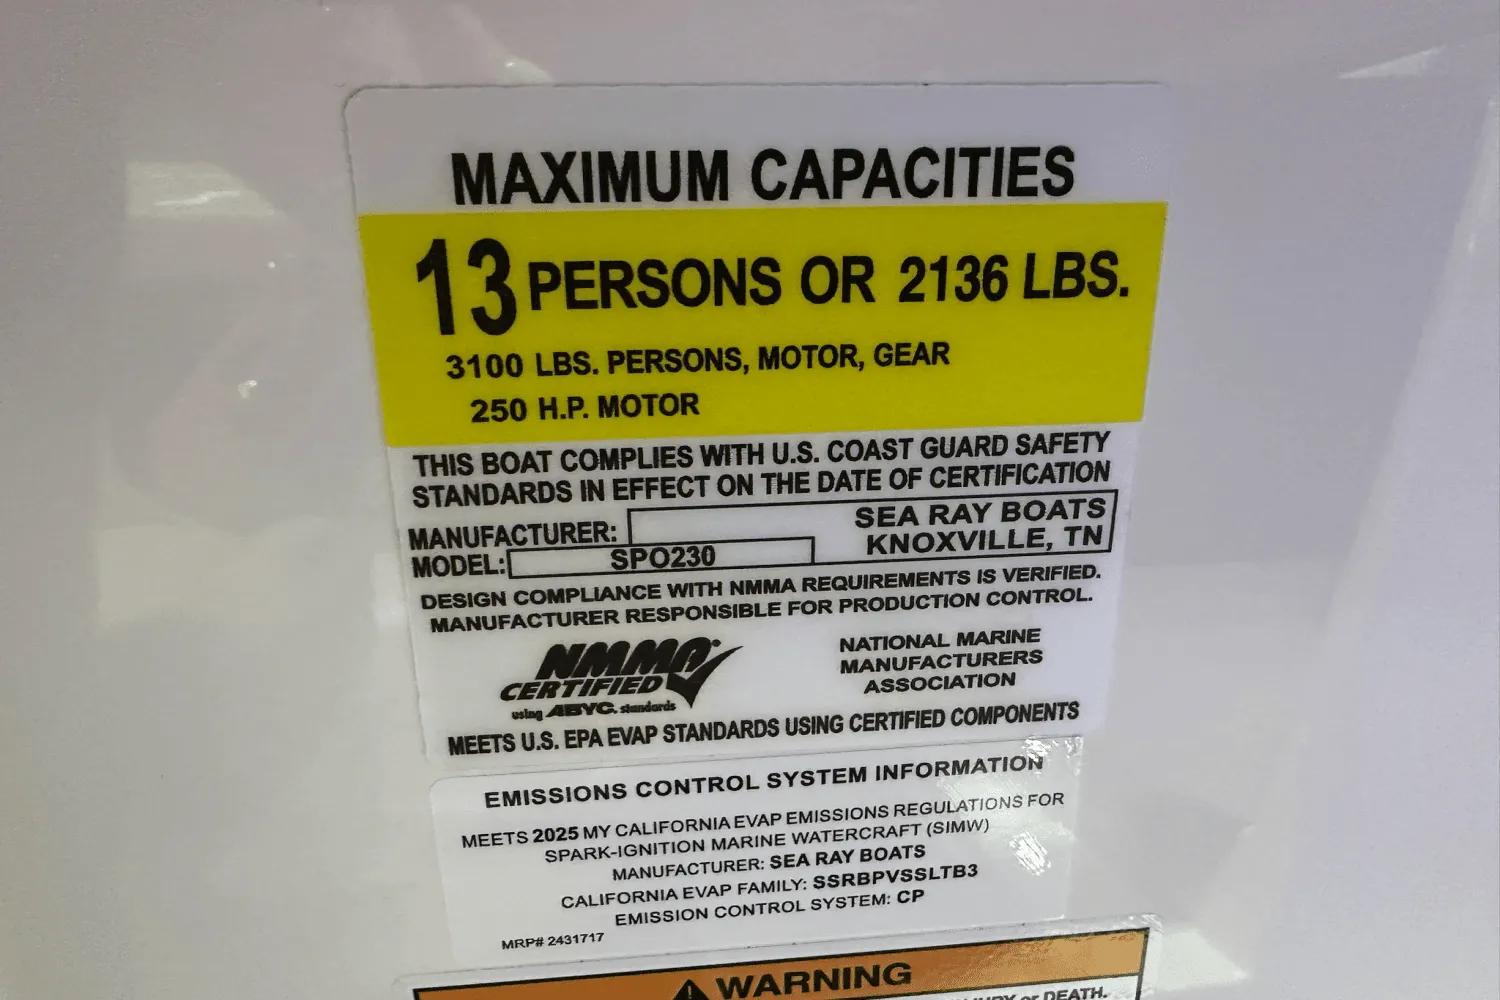 MAXIMUM CAPACITIES
13 PERSONS OR 2136 LBS.
3100 LBS. PERSONS, MOTOR, GEAR
250 H.P. MOTOR
THIS BOAT COMPLIES WITH U.S. COAST GUARD SAFETY
STANDARDS IN EFFECT ON THE DATE OF CERTIFICATION
MANUFACTURER: SEA RAY BOATS
KNOXVILLE, TN
MODEL: SPO230
DESIGN COMPLIANCE WITH NMMA REQUIREMENTS IS VERIFIED.
MANUFACTURER RESPONSIBLE FOR PRODUCTION CONTROL.
NMMA®
CERTIFIED
using ABYC. standards
NATIONAL MARINE
MANUFACTURERS
ASSOCIATION
MEETS U.S. EPA EVAP STANDARDS USING CERTIFIED COMPONENTS
EMISSIONS CONTROL SYSTEM INFORMATION
MEETS 2025 MY CALIFORNIA EVAP EMISSIONS REGULATIONS FOR
SPARK-IGNITION MARINE WATERCRAFT (SIMW)
MANUFACTURER: SEA RAY BOATS
CALIFORNIA EVAP FAMILY: SSRBPVSSLTB3
EMISSION CONTROL SYSTEM: CP
MRP# 2431717
WARNING
or DEATH.